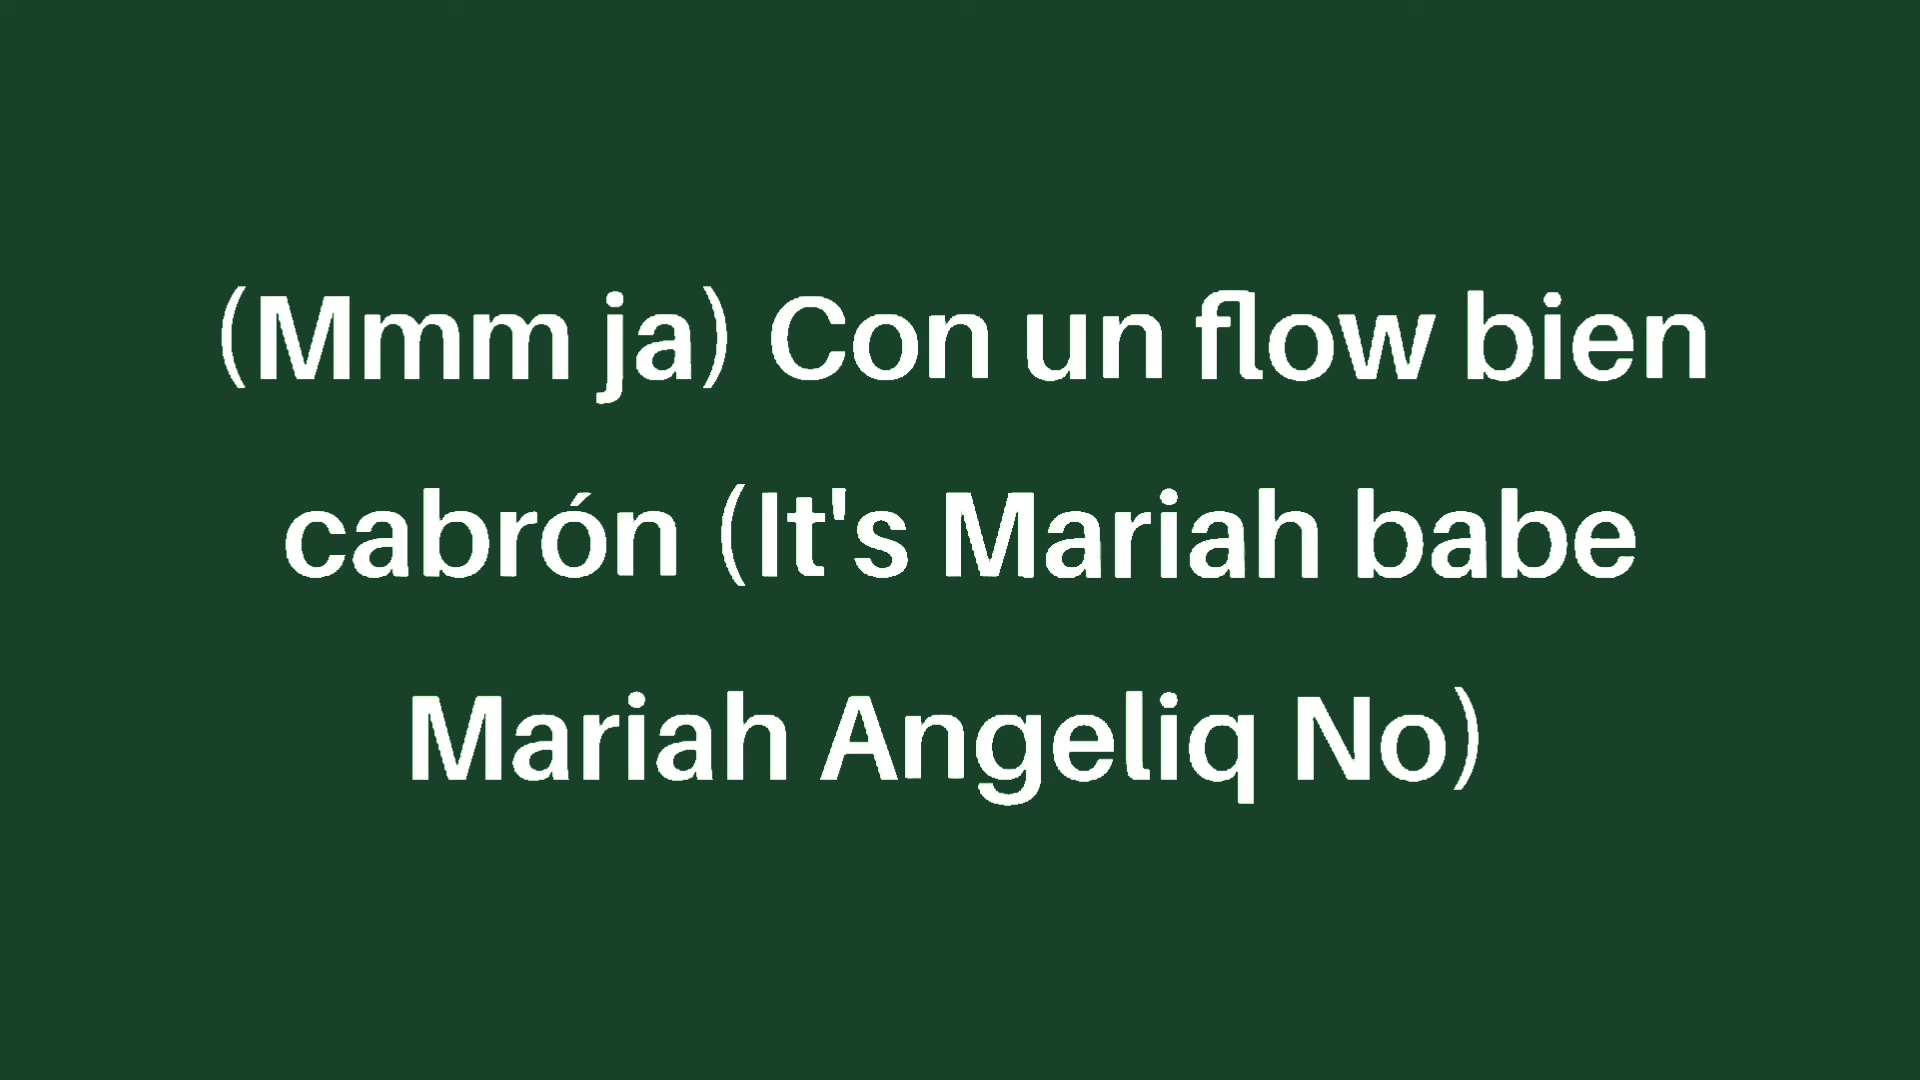 (Mmm ja) Con un flow bien
cabrón (It's Mariah babe
Mariah Angeliq No)